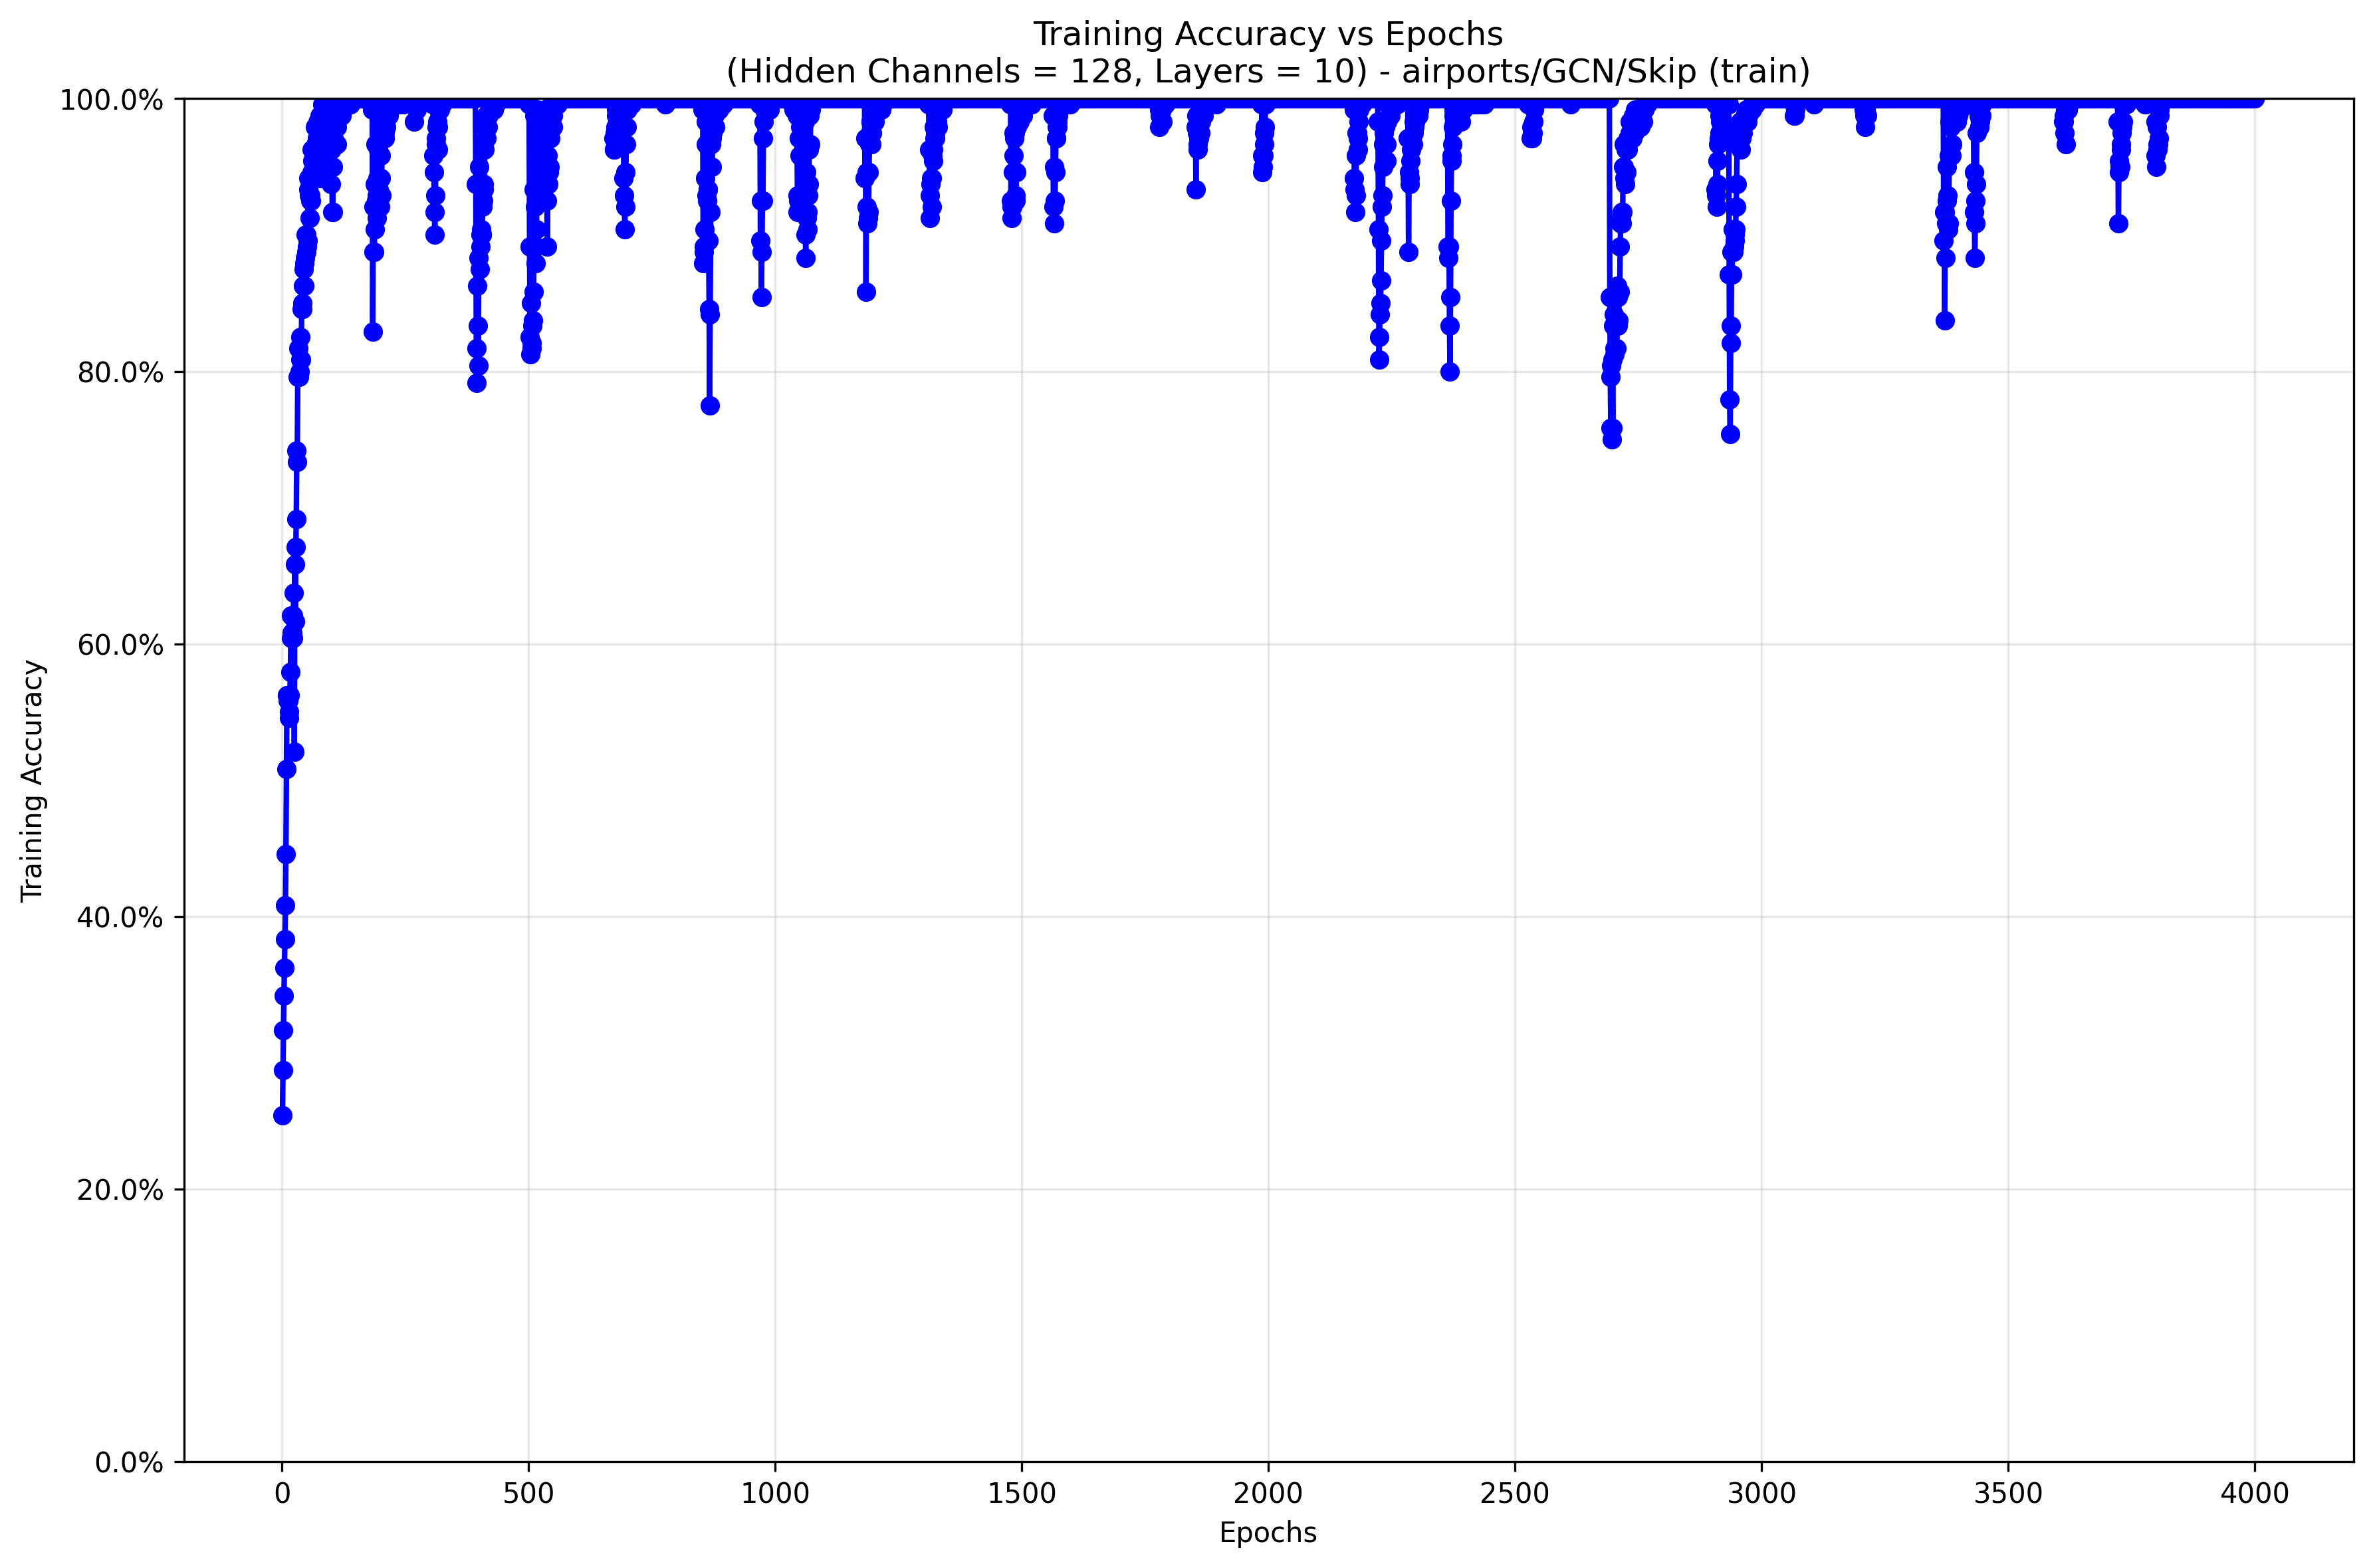 Training Accuracy vs Epochs
(Hidden Channels = 128, Layers = 10) - airports/GCN/Skip (train)
Training Accuracy
100.0%
80.0%
60.0%
40.0%
20.0%
0.0%
0 500 1000 1500 2000 2500 3000 3500 4000
Epochs